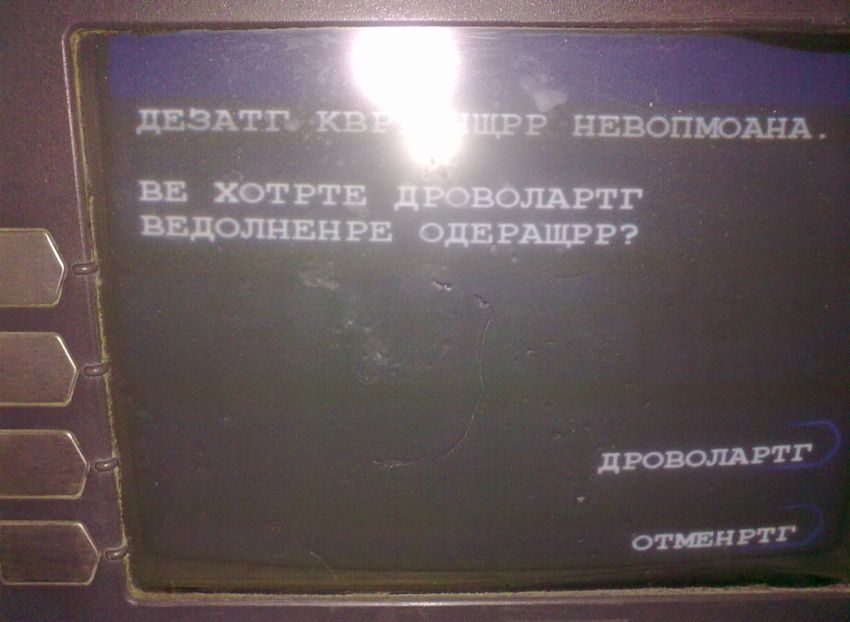 ДЕЗАТГ НЕВОПМОАНА.
ВЕ ХОТРТЕ ДРОВОЛАРТГ
ВЕДОЛНЕНРЕ ОДЕРАЩРР?
ДРОВОЛАРТГ
ОТМЕНРТГ